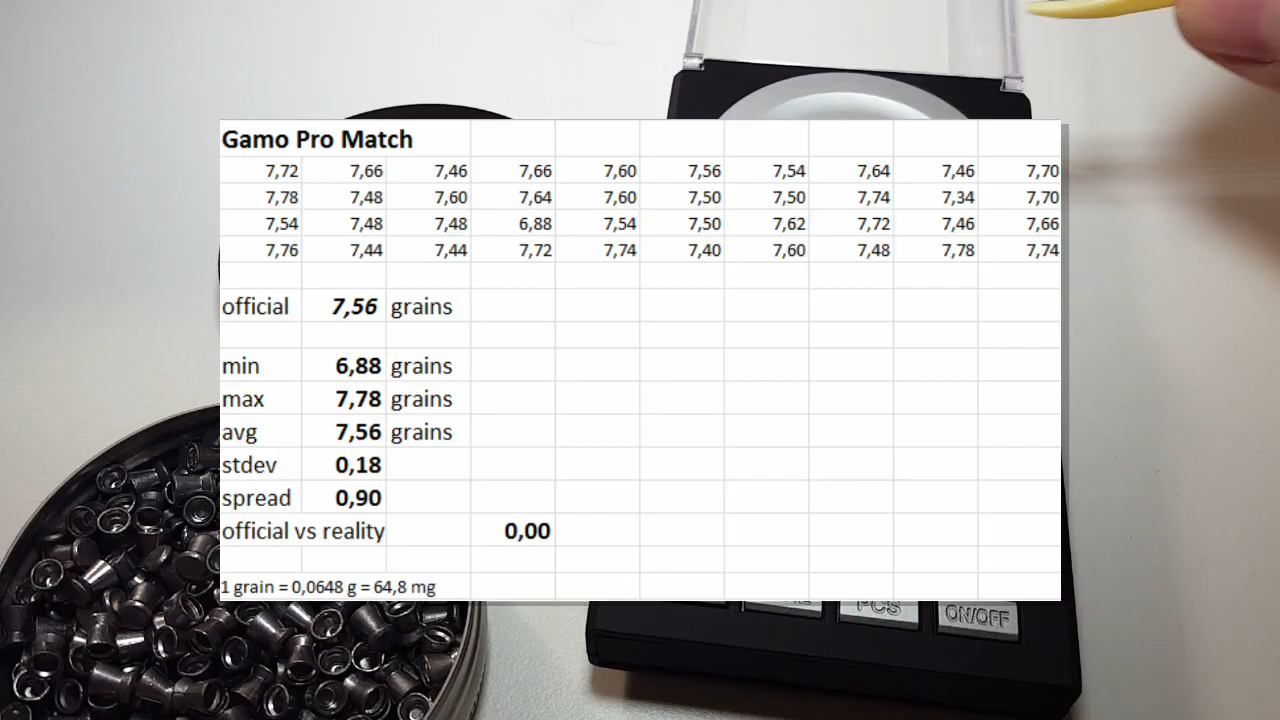 Gamo Pro Match
7,72 7,66 7,46 7,66 7,60 7,56 7,54 7,64 7,46 7,70
7,78 7,48 7,60 7,64 7,60 7,50 7,50 7,74 7,34 7,70
7,54 7,48 7,48 6,88 7,54 7,50 7,62 7,72 7,46 7,66
7,76 7,44 7,44 7,72 7,74 7,40 7,60 7,48 7,78 7,74
official 7,56 grains
min 6,88 grains
max 7,78 grains
avg 7,56 grains
stdev 0,18
spread 0,90
official vs reality 0,00
1 grain = 0,0648 g = 64,8 mg
PCS ON/OFF